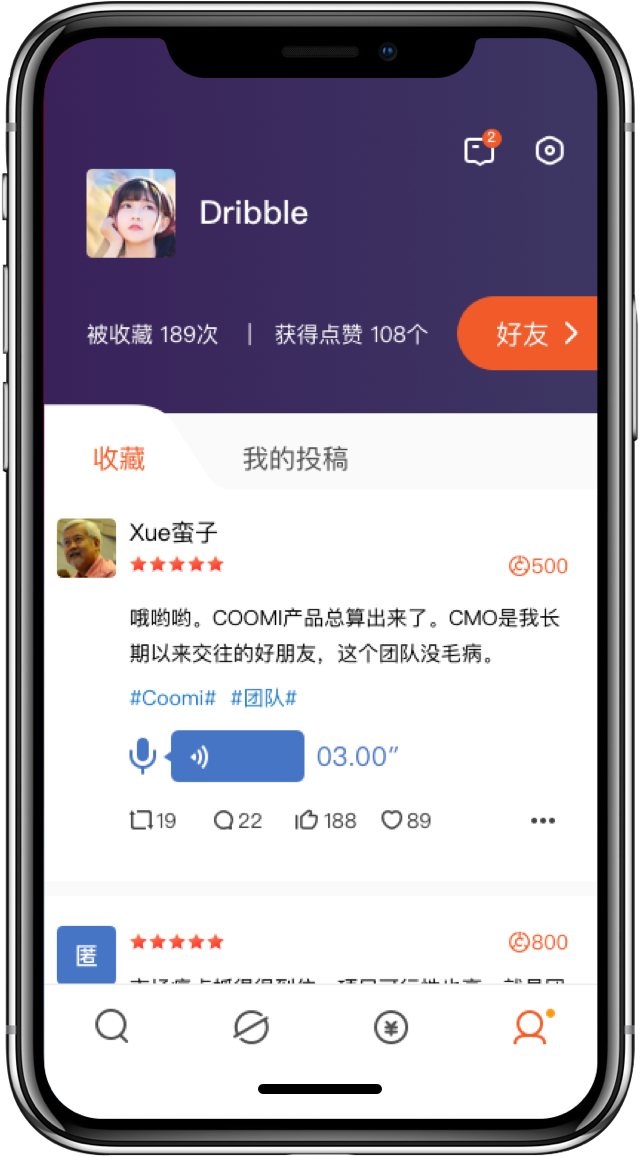 2
Dribble
被收藏 189次 | 获得点赞 108个
好友
收藏 我的投稿
Xue蛮子
500
哦哟哟。COOMI产品总算出来了。CMO是我长
期以来交往的好朋友，这个团队没毛病。
#Coomi# #团队#
03.00″
19 22 188 89
匿
800